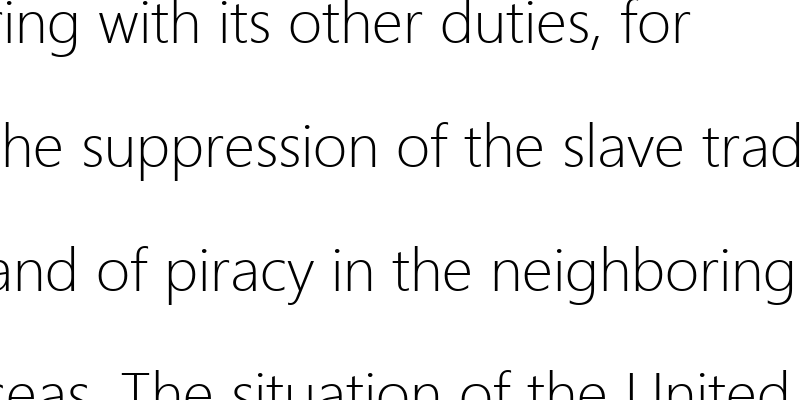 ring with its other duties, for
he suppression of the slave trad
and of piracy in the neighboring
seas. The situation of the United